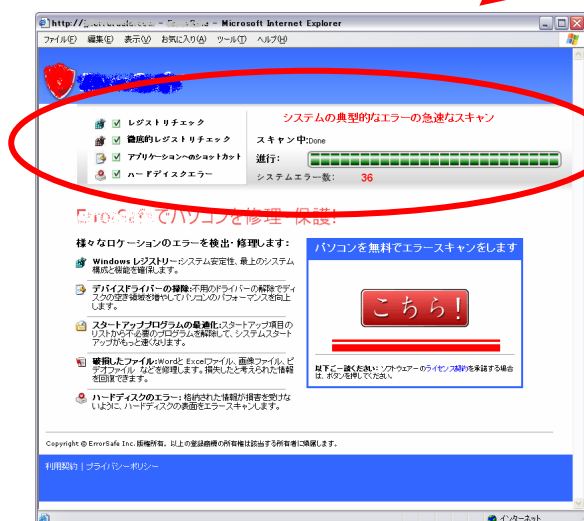 Microsoft Internet Explorer
ファイル(F) 編集(E) 表示(V) お気に入り(A) ツール(T) ヘルプ(H)
システムの典型的なエラーの急速なスキャン
レジストリチェック
徹底的レジストリチェック
スキャン中:Done
アプリケーションへのショットカット
進行:
ハードディスクエラー
システムエラー数: 36
ErrorSafeでパソコンを修理・保護!
様々なロケーションのエラーを検出・修理します:
Windows レジストリー:システム安定性、最上のシステム
構成と機能を確保します。
デバイスドライバーの掃除:不用のドライバーの解除でディ
スクの空き領域を増やしてパソコンのパフォーマンスを向上
します。
スタートアッププログラムの最適化:スタートアップ項目の
リストから不必要のプログラムを解除して、システムスタート
アップがもっと速くなります。
破損したファイル:Wordと Excelファイル、画像ファイル、ビ
デオファイル などを修理します。損失したと考えられた情報
を回復できます。
ハードディスクのエラー: 格納された情報が損害を受けな
いように、ハードディスクの表面をエラースキャンします。
パソコンを無料でエラースキャンをします
こちら!
以下ご一読ください: ソフトウエアーのライセンス契約を承諾する場合
は、ボタンを押してください。
Copyright @ ErrorSafe Inc. 版権所有。以上の登録商標の所有権は該当する所有者に帰属します。
利用契約 | プライバシーポリシー
インターネット